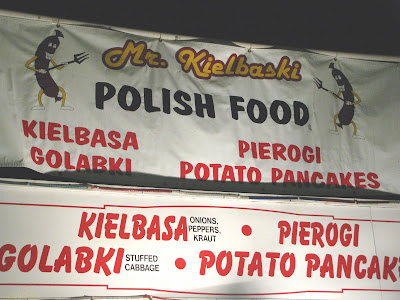 Mr. Kielbaski
POLISH FOOD
KIELBASA PIEROGI
GOLABKI POTATO PANCAKES
KIELBASA ONIONS, PEPPERS, KRAUT • PIEROGI
GOLABKI STUFFED CABBAGE • POTATO PANCAK